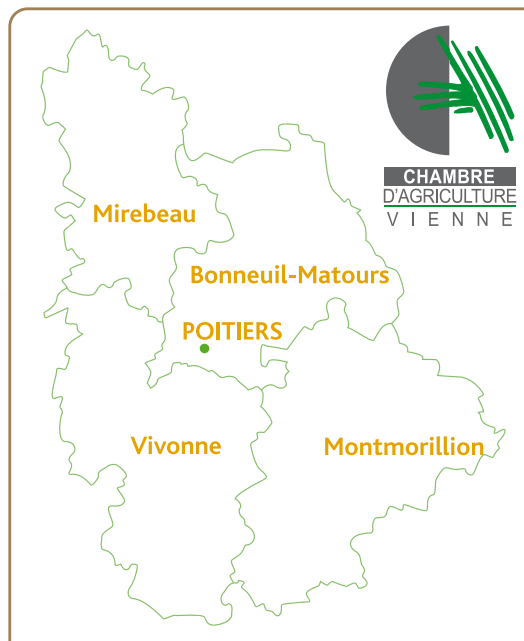 CHAMBRE
D'AGRICULTURE
VIENNE
Mirebeau
Bonneuil-Matours
POITIERS
Vivonne
Montmorillion